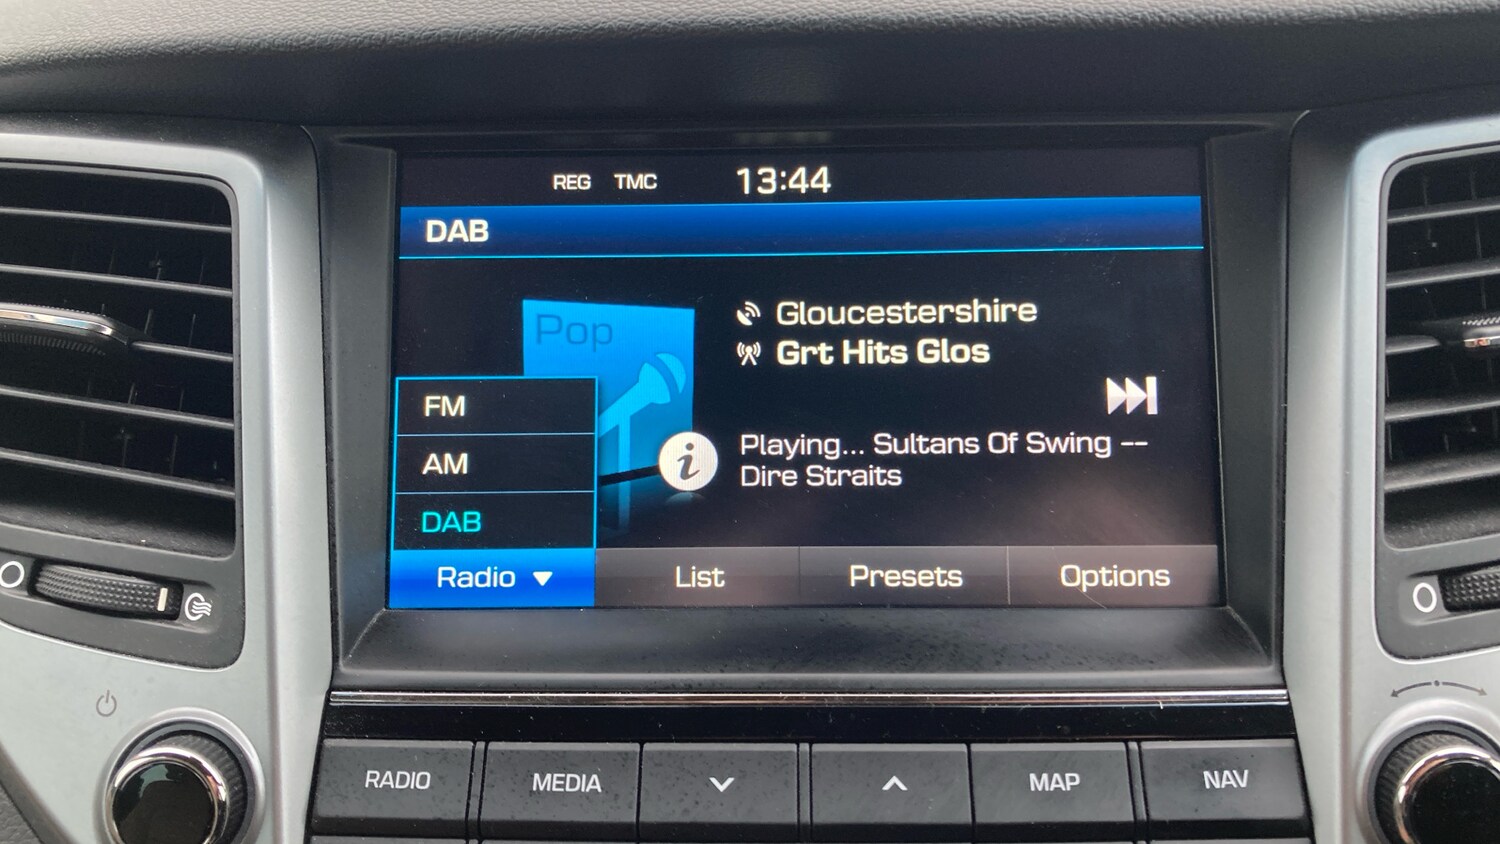 REG TMC 13:44
DAB
Pop
Gloucestershire
Grt Hits Glos
Playing... Sultans Of Swing --
Dire Straits
FM
AM
DAB
Radio List Presets Options
RADIO MEDIA MAP NAV